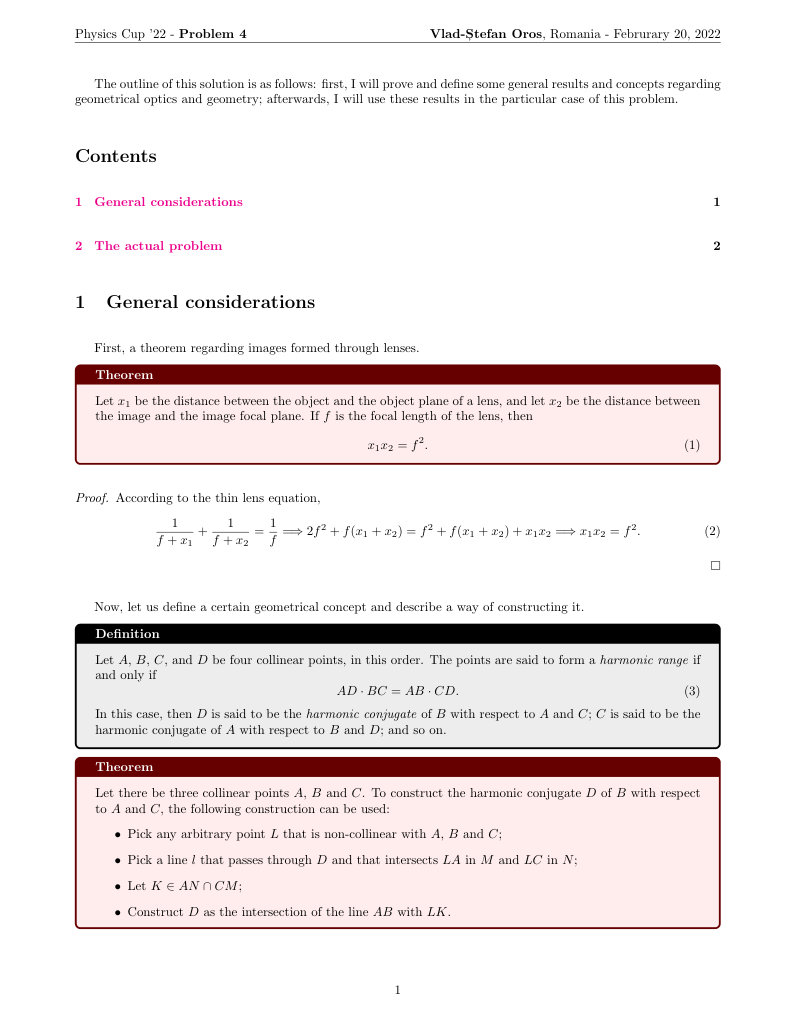 Physics Cup '22 - Problem 4
Vlad-Ștefan Oros, Romania - Februrary 20, 2022
The outline of this solution is as follows: first, I will prove and define some general results and concepts regarding
geometrical optics and geometry; afterwards, I will use these results in the particular case of this problem.
Contents
1 General considerations 1
2 The actual problem 2
1 General considerations
First, a theorem regarding images formed through lenses.
Theorem
Let x₁ be the distance between the object and the object plane of a lens, and let x₂ be the distance between
the image and the image focal plane. If f is the focal length of the lens, then
x₁x₂ = f². (1)
Proof. According to the thin lens equation,
1/(f + x₁) + 1/(f + x₂) = 1/f ⟹ 2f² + f(x₁ + x₂) = f² + f(x₁ + x₂) + x₁x₂ ⟹ x₁x₂ = f². (2)
□
Now, let us define a certain geometrical concept and describe a way of constructing it.
Definition
Let A, B, C, and D be four collinear points, in this order. The points are said to form a harmonic range if
and only if
AD · BC = AB · CD. (3)
In this case, then D is said to be the harmonic conjugate of B with respect to A and C; C is said to be the
harmonic conjugate of A with respect to B and D; and so on.
Theorem
Let there be three collinear points A, B and C. To construct the harmonic conjugate D of B with respect
to A and C, the following construction can be used:
• Pick any arbitrary point L that is non-collinear with A, B and C;
• Pick a line l that passes through D and that intersects LA in M and LC in N;
• Let K ∈ AN ∩ CM;
• Construct D as the intersection of the line AB with LK.
1